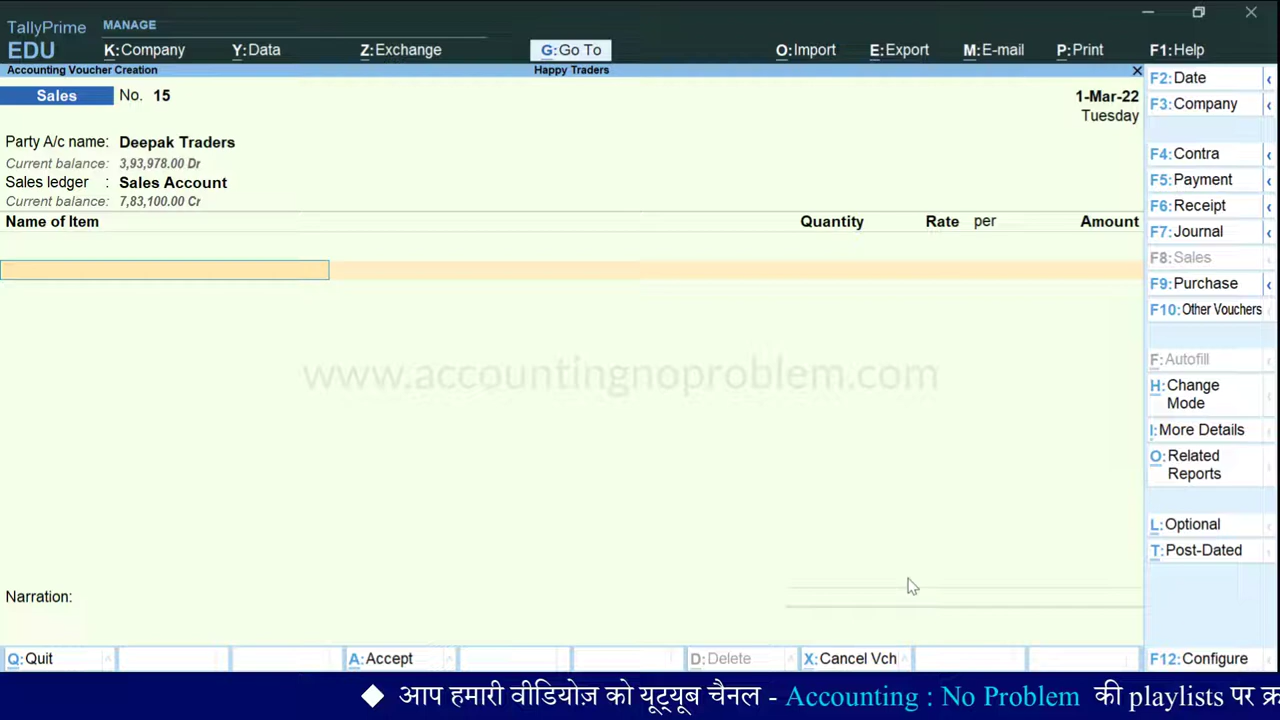 TallyPrime
MANAGE
EDU
K:Company
Y:Data
Z:Exchange
G:Go To
O:Import
E:Export
M:E-mail
P:Print
F1:Help
Accounting Voucher Creation
Happy Traders
Sales
No. 15
1-Mar-22
Tuesday
Party A/c name: Deepak Traders
Current balance: 3,93,978.00 Dr
Sales ledger : Sales Account
Current balance: 7,83,100.00 Cr
Name of Item
Quantity
Rate per
Amount
www.accountingnoproblem.com
Narration:
F2:Date
F3:Company
F4:Contra
F5:Payment
F6:Receipt
F7:Journal
F8:Sales
F9:Purchase
F10:Other Vouchers
F:Autofill
H:Change
Mode
I:More Details
O:Related
Reports
L:Optional
T:Post-Dated
Q:Quit
A:Accept
D:Delete
X:Cancel Vch
F12:Configure
◆ आप हमारी वीडियोज़ को यूट्यूब चैनल - Accounting : No Problem की playlists पर